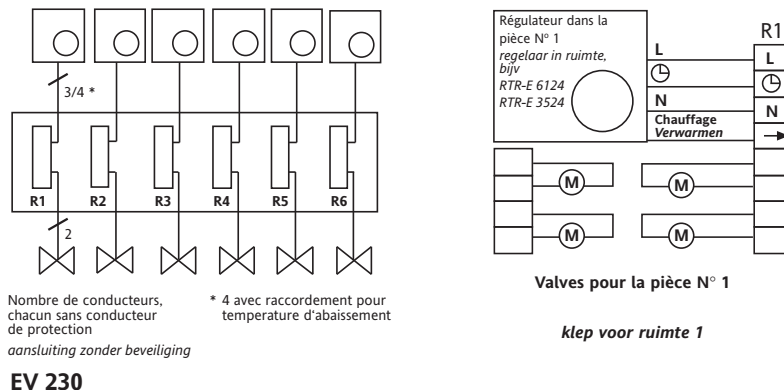 3/4 *
R1 R2 R3 R4 R5 R6
2
Nombre de conducteurs,
chacun sans conducteur
de protection
aansluiting zonder beveiliging
* 4 avec raccordement pour
temperature d'abaissement
EV 230
Régulateur dans la
pièce N° 1
regelaar in ruimte,
bijv
RTR-E 6124
RTR-E 3524
L
N
Chauffage
Verwarmen
R1
L
N
M M
M M
Valves pour la pièce N° 1
klep voor ruimte 1